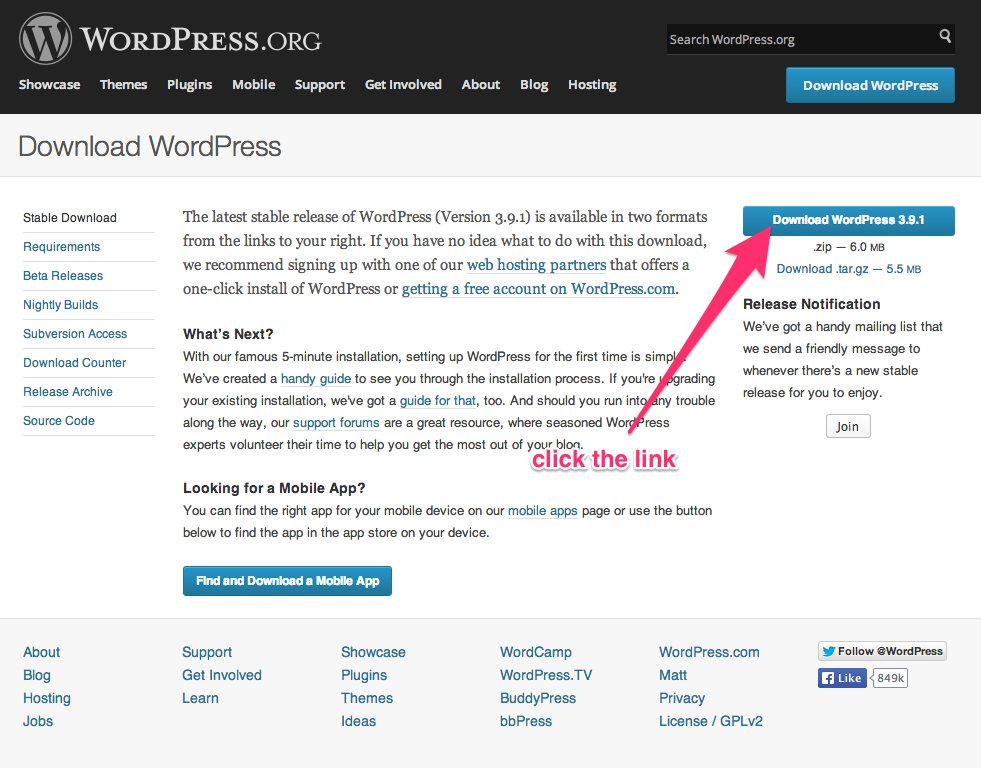 WORDPRESS.ORG
Search WordPress.org
Showcase Themes Plugins Mobile Support Get Involved About Blog Hosting
Download WordPress
Download WordPress
Stable Download
Requirements
Beta Releases
Nightly Builds
Subversion Access
Download Counter
Release Archive
Source Code
The latest stable release of WordPress (Version 3.9.1) is available in two formats
from the links to your right. If you have no idea what to do with this download,
we recommend signing up with one of our web hosting partners that offers a
one-click install of WordPress or getting a free account on WordPress.com.
What's Next?
With our famous 5-minute installation, setting up WordPress for the first time is simple.
We've created a handy guide to see you through the installation process. If you're upgrading
your existing installation, we've got a guide for that, too. And should you run into any trouble
along the way, our support forums are a great resource, where seasoned WordPress
experts volunteer their time to help you get the most out of your blog.
click the link
Looking for a Mobile App?
You can find the right app for your mobile device on our mobile apps page or use the button
below to find the app in the app store on your device.
Find and Download a Mobile App
Download WordPress 3.9.1
.zip — 6.0 MB
Download .tar.gz — 5.5 MB
Release Notification
We've got a handy mailing list that
we send a friendly message to
whenever there's a new stable
release for you to enjoy.
Join
About
Blog
Hosting
Jobs
Support
Get Involved
Learn
Showcase
Plugins
Themes
Ideas
WordCamp
WordPress.TV
BuddyPress
bbPress
WordPress.com
Matt
Privacy
License / GPLv2
Follow @WordPress
Like 849k